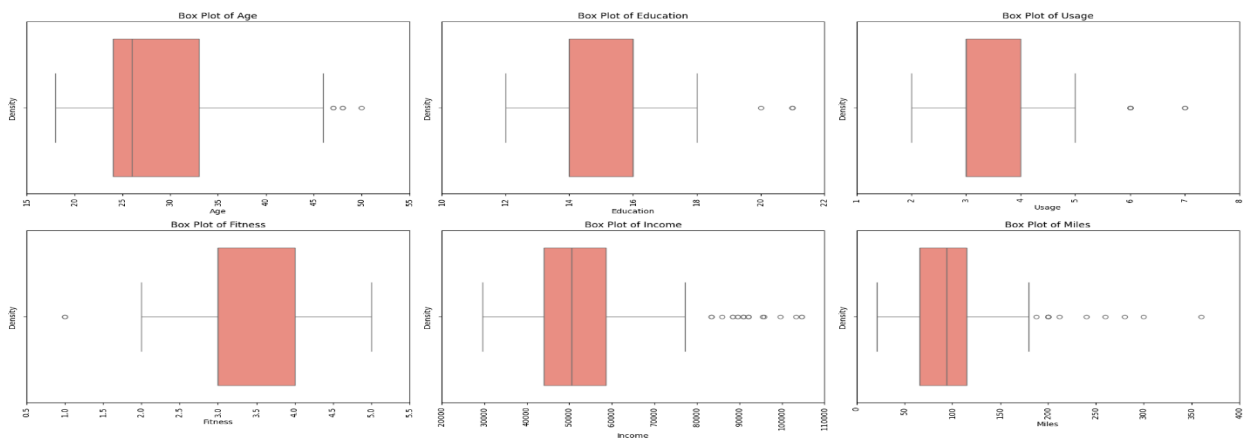 Box Plot of Age
Density
15 20 25 30 35 40 45 50 55
Age
Box Plot of Education
Density
10 12 14 16 18 20 22
Education
Box Plot of Usage
Density
1 2 3 4 5 6 7 8
Usage
Box Plot of Fitness
Density
0.5 1.0 1.5 2.0 2.5 3.0 3.5 4.0 4.5 5.0 5.5
Fitness
Box Plot of Income
Density
20000 30000 40000 50000 60000 70000 80000 90000 100000 110000
Income
Box Plot of Miles
Density
0 50 100 150 200 250 300 350 400
Miles